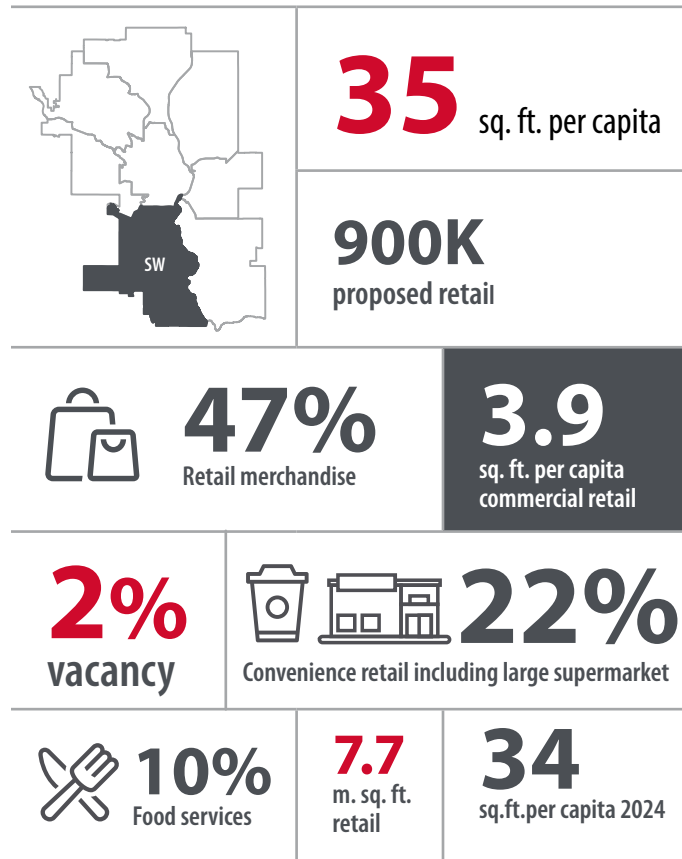 SW
35
sq. ft. per capita
900K
proposed retail
47%
Retail merchandise
3.9
sq. ft. per capita
commercial retail
2%
vacancy
22%
Convenience retail including large supermarket
10%
Food services
7.7
m. sq. ft.
retail
34
sq.ft.per capita 2024